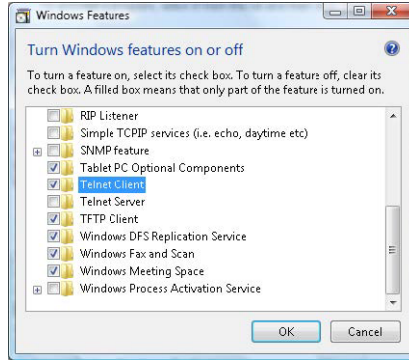 Windows Features
Turn Windows features on or off
To turn a feature on, select its check box. To turn a feature off, clear its
check box. A filled box means that only part of the feature is turned on.
RIP Listener
Simple TCPIP services (i.e. echo, daytime etc)
SNMP feature
Tablet PC Optional Components
Telnet Client
Telnet Server
TFTP Client
Windows DFS Replication Service
Windows Fax and Scan
Windows Meeting Space
Windows Process Activation Service
OK Cancel